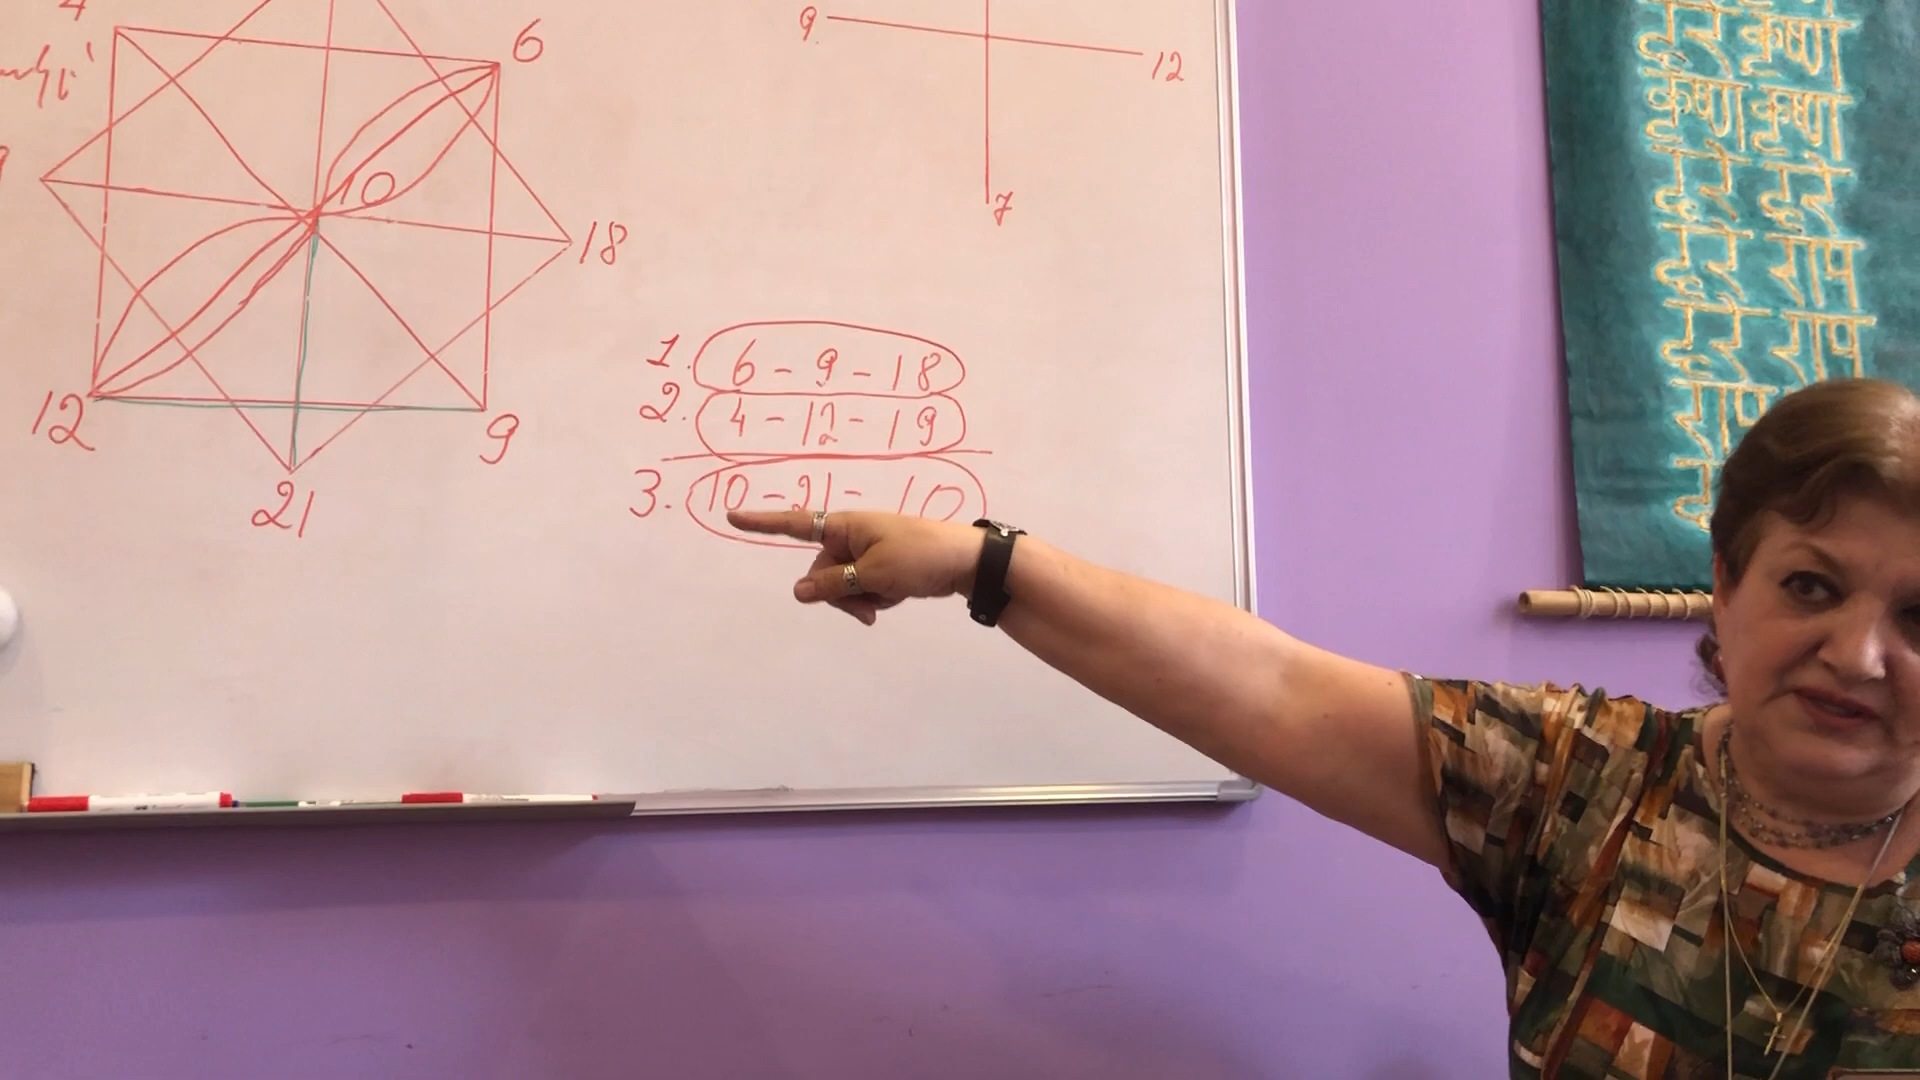 4
6
10
18
12
9
21
9
12
7
1. 6 - 9 - 18
2. 4 - 12 - 19
3. 10 - 21 - 10
हरे कृष्ण
कृष्ण कृष्ण
हरे हरे
हरे राम
हरे राम